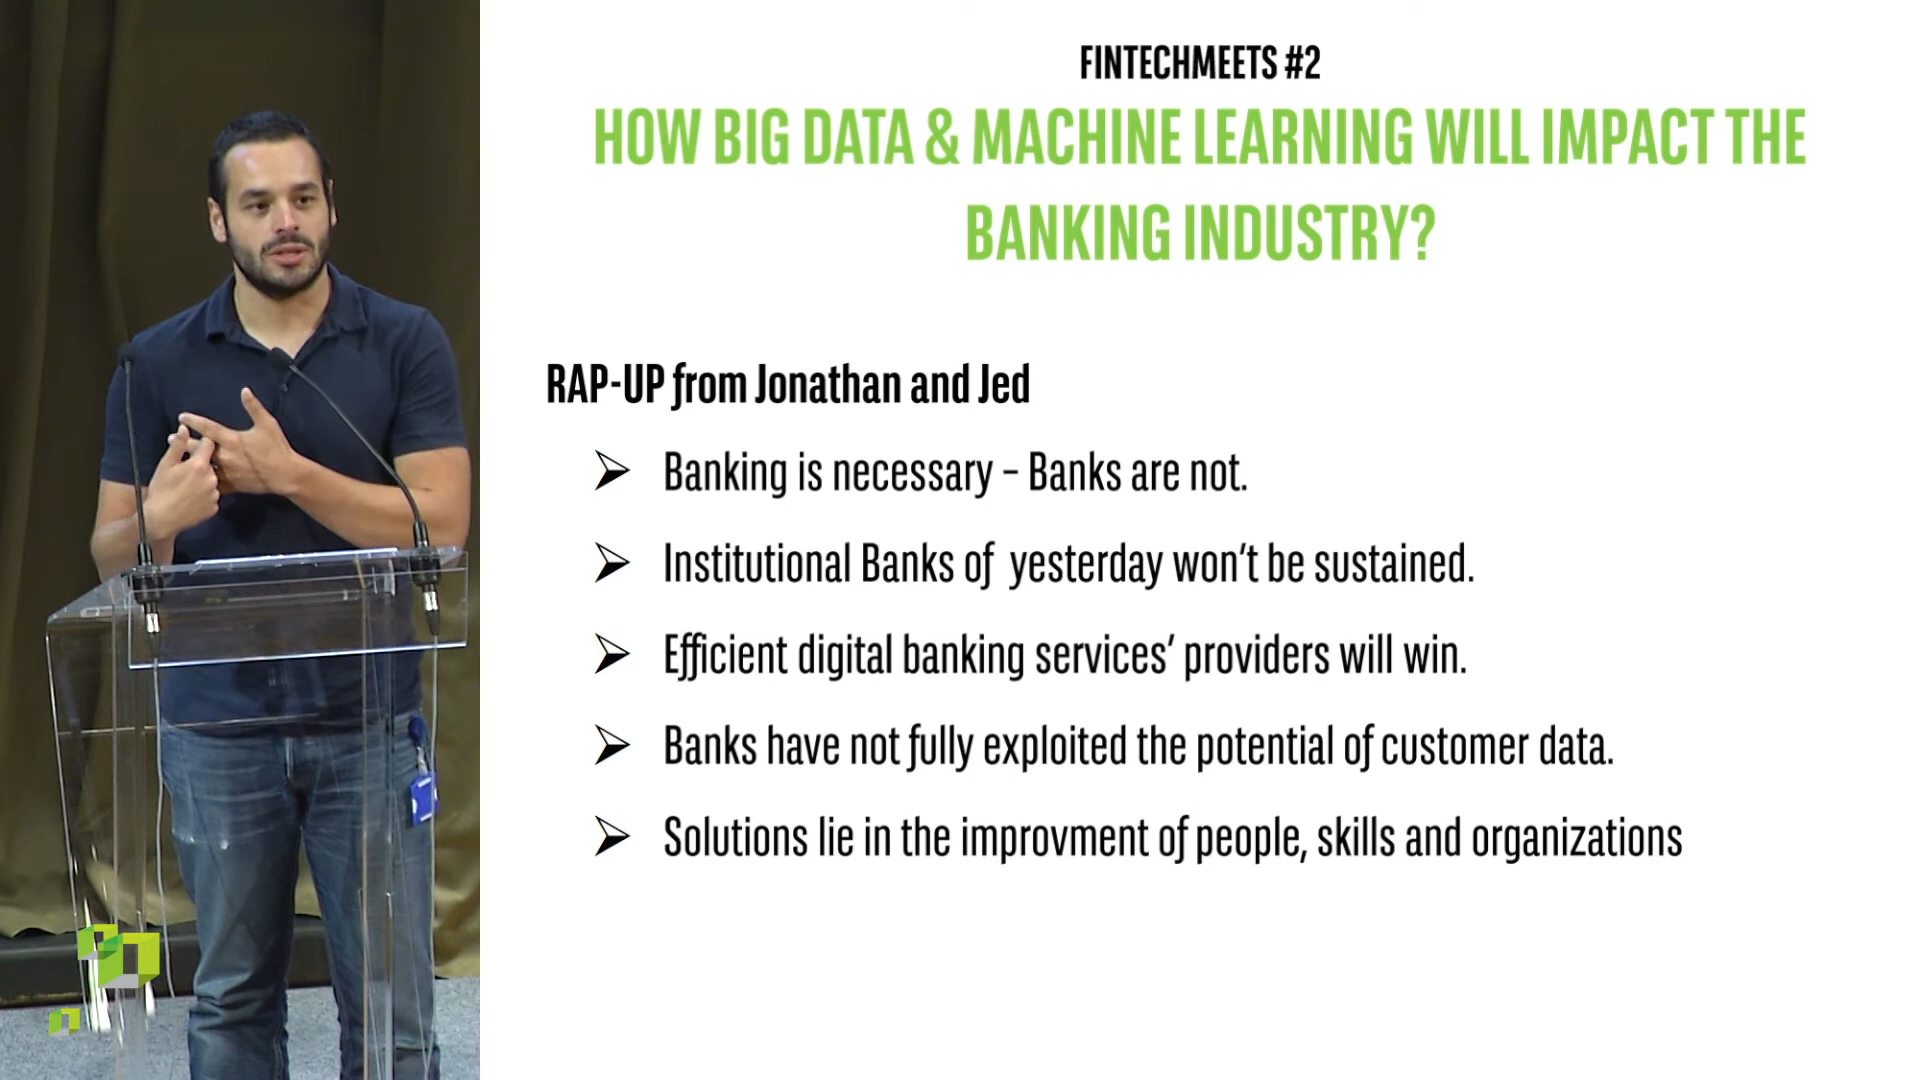 FINTECHMEETS #2
HOW BIG DATA & MACHINE LEARNING WILL IMPACT THE
BANKING INDUSTRY?
RAP-UP from Jonathan and Jed
Banking is necessary – Banks are not.
Institutional Banks of yesterday won’t be sustained.
Efficient digital banking services’ providers will win.
Banks have not fully exploited the potential of customer data.
Solutions lie in the improvment of people, skills and organizations